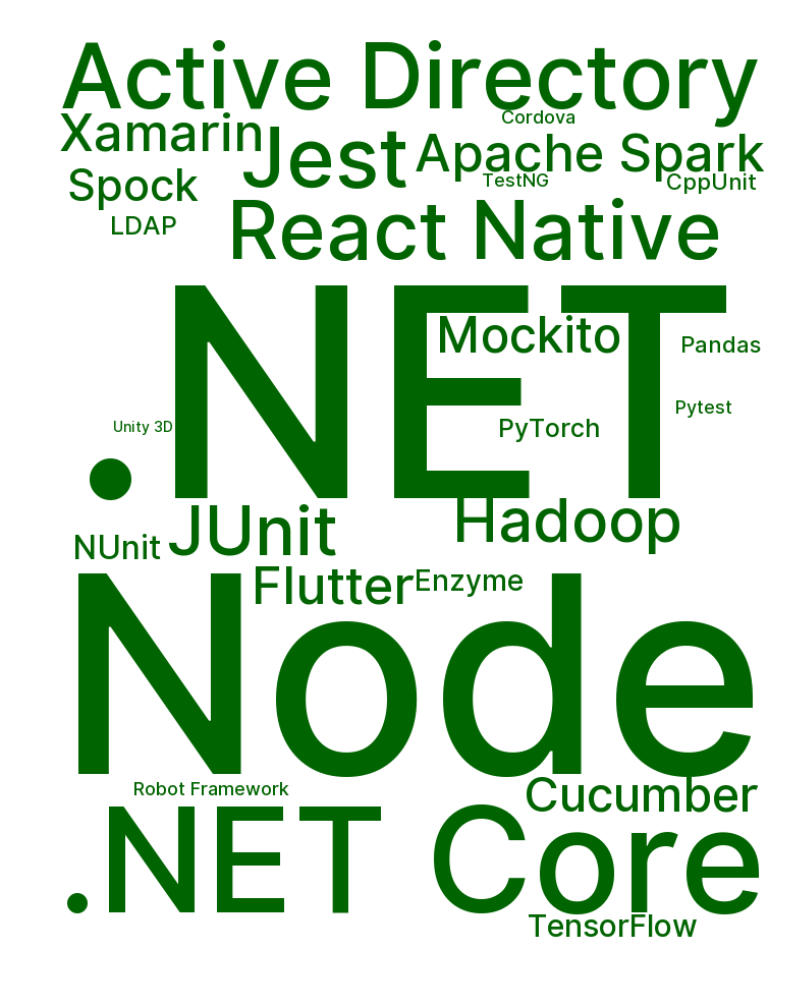 Active Directory
Cordova
Xamarin
Jest
Apache Spark
TestNG
CppUnit
Spock
LDAP
React Native
.NET
Mockito
Pandas
Pytest
Unity 3D
PyTorch
Hadoop
JUnit
NUnit
Flutter
Enzyme
Node
Robot Framework
Cucumber
.NET Core
TensorFlow